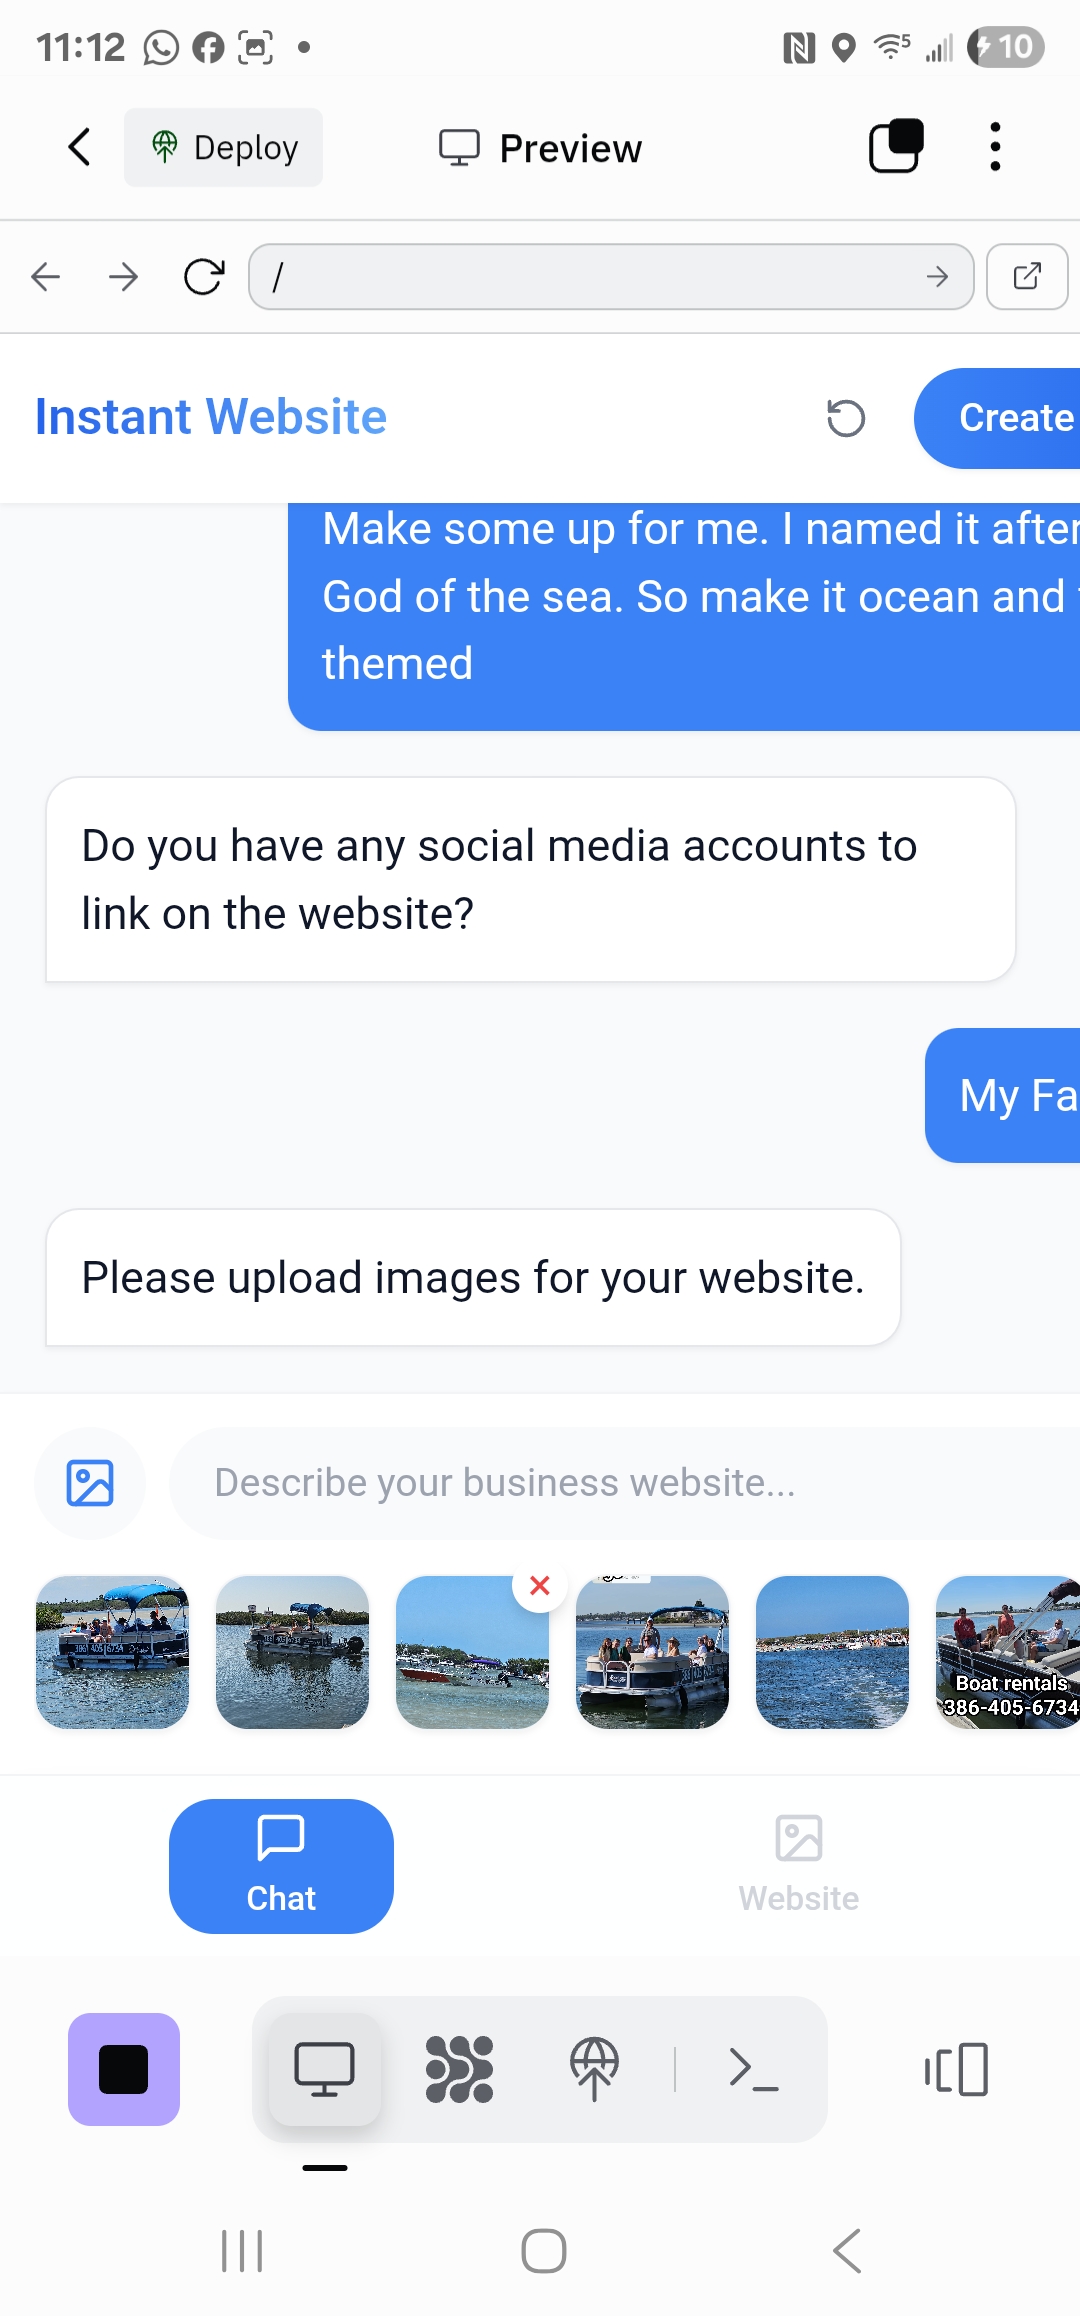 11:12
5
10
Deploy
Preview
/
Instant Website
Create
Make some up for me. I named it after
God of the sea. So make it ocean and
themed
Do you have any social media accounts to
link on the website?
My Fa
Please upload images for your website.
Describe your business website...
Boat rentals
386-405-6734
Chat
Website